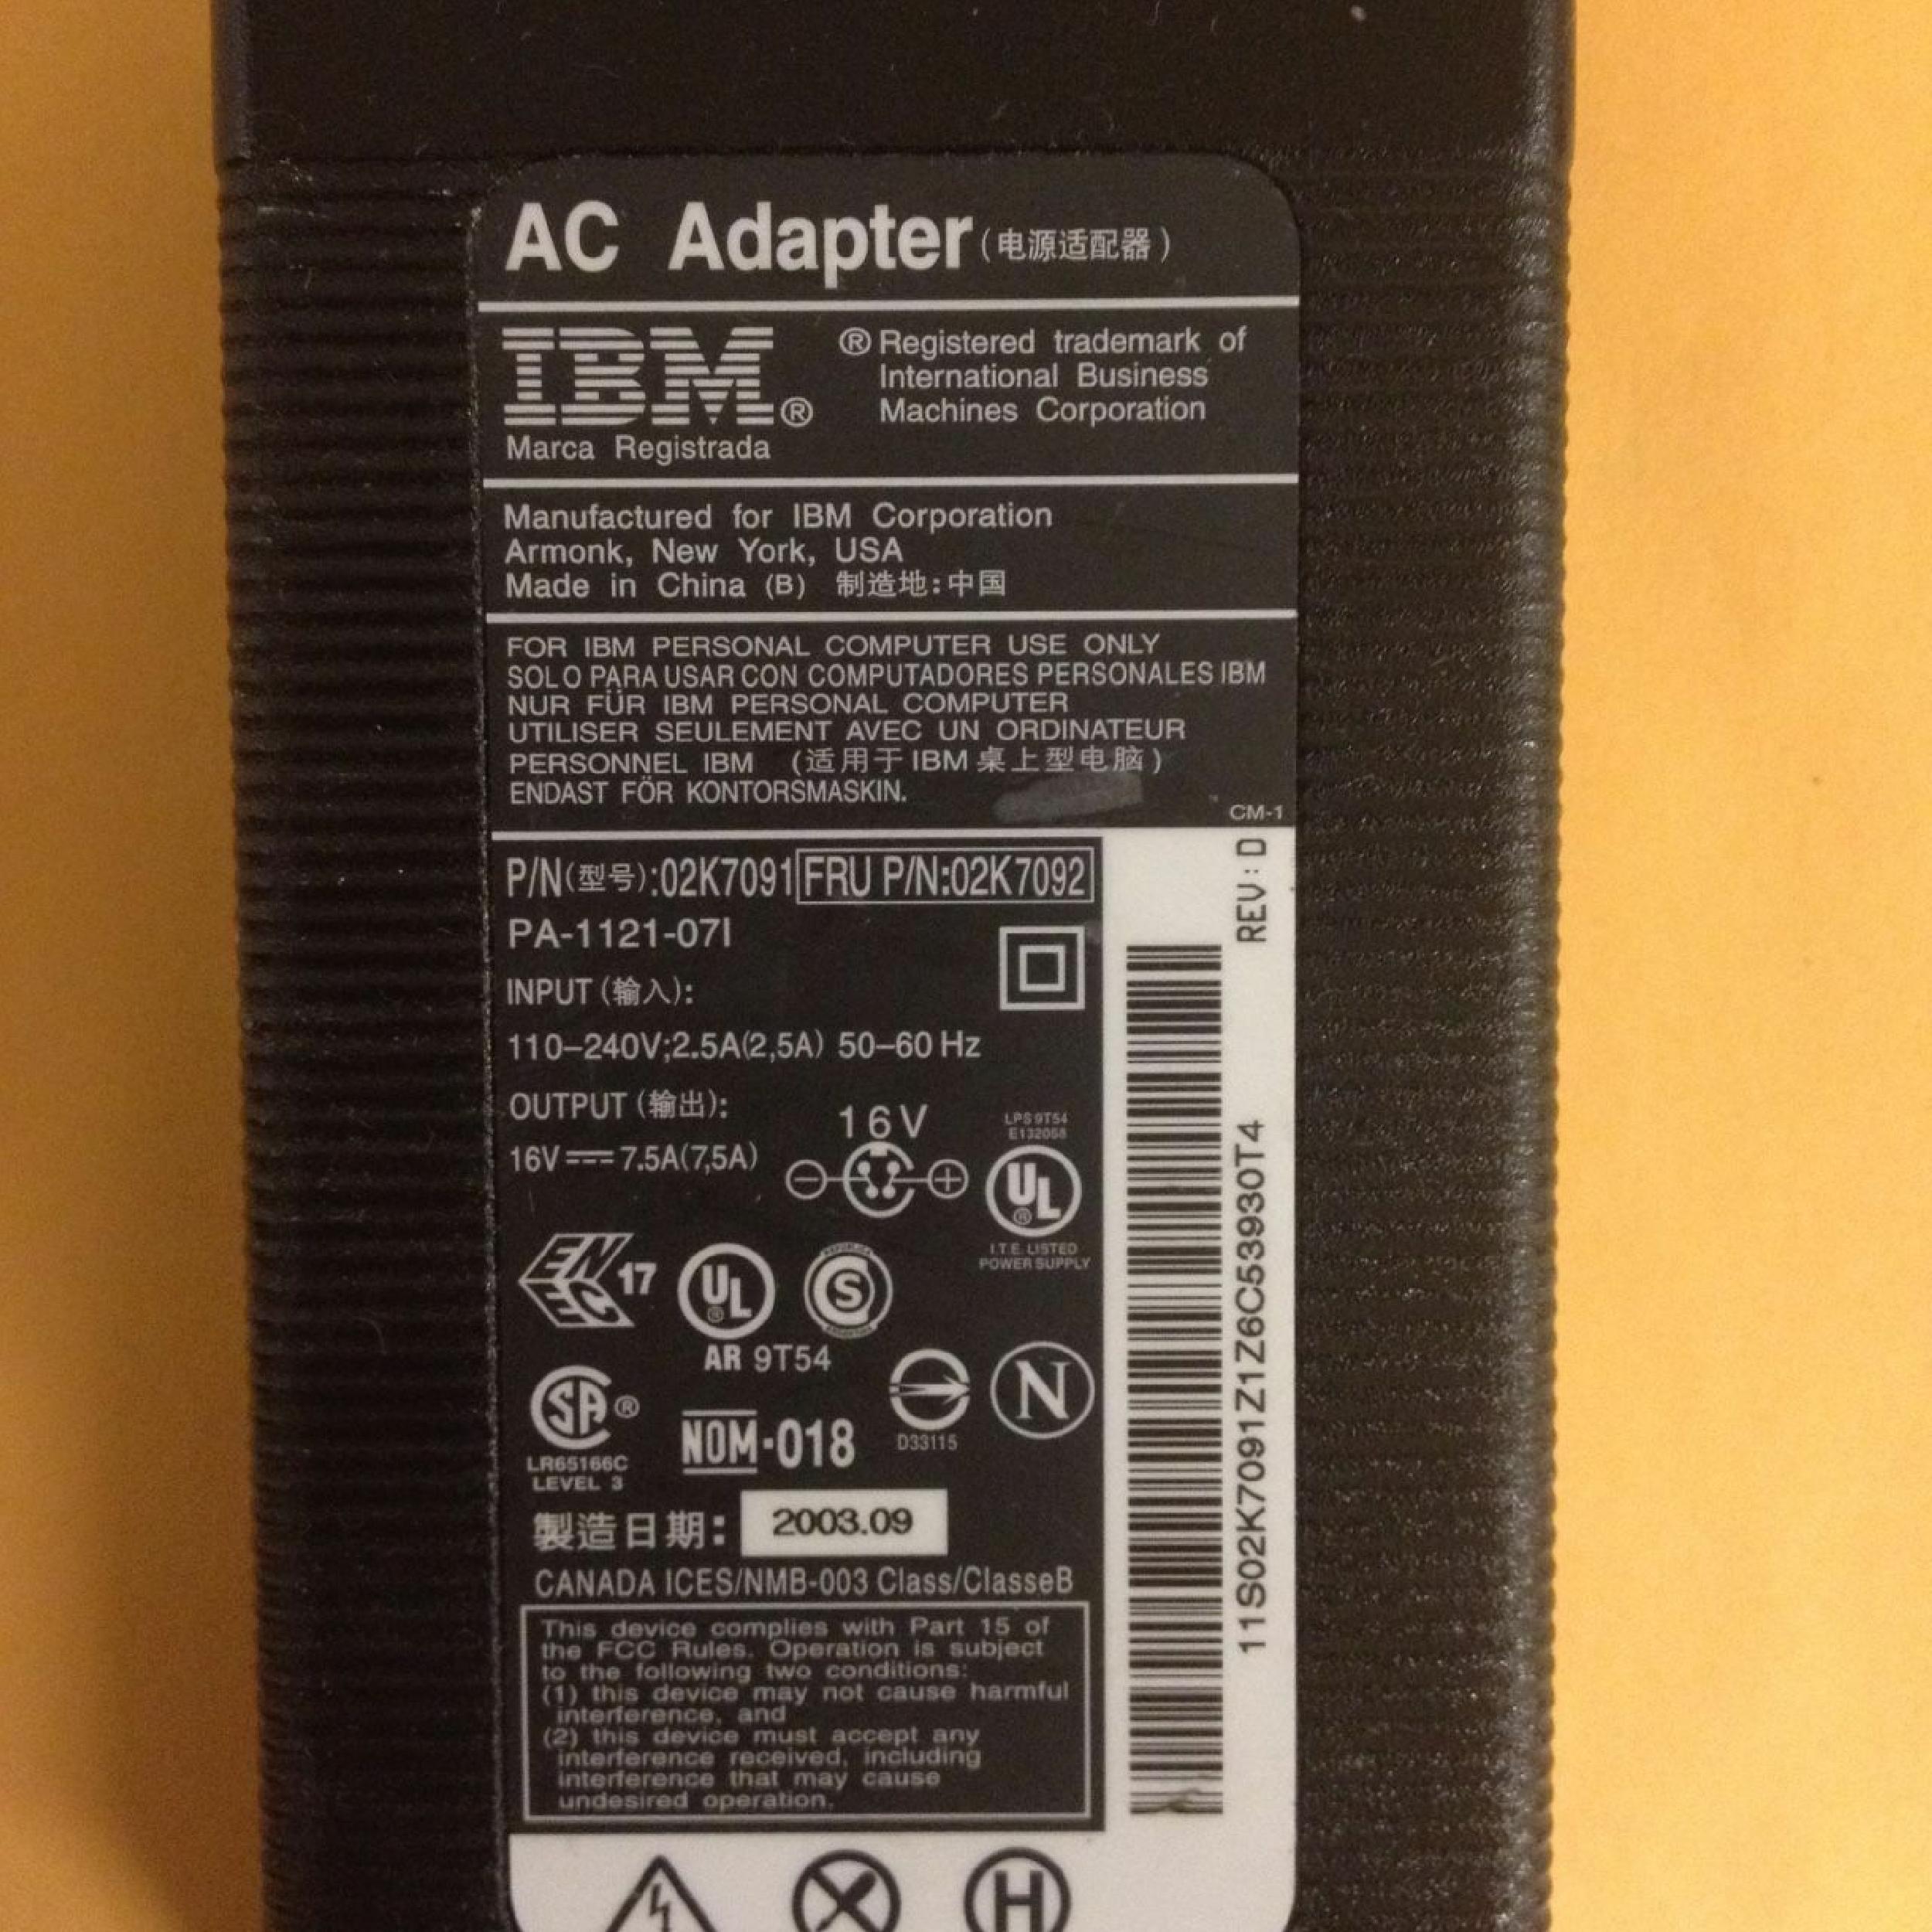 AC Adapter (电源适配器)
IBM®
Marca Registrada
® Registered trademark of
International Business
Machines Corporation
Manufactured for IBM Corporation
Armonk, New York, USA
Made in China (B) 制造地:中国
FOR IBM PERSONAL COMPUTER USE ONLY
SOLO PARA USAR CON COMPUTADORES PERSONALES IBM
NUR FÜR IBM PERSONAL COMPUTER
UTILISER SEULEMENT AVEC UN ORDINATEUR
PERSONNEL IBM (适用于IBM桌上型电脑)
ENDAST FÖR KONTORSMASKIN.
CM-1
P/N(型号):02K7091 FRU P/N:02K7092
PA-1121-07I
INPUT (输入):
110–240V;2.5A(2,5A) 50–60 Hz
OUTPUT (输出):
16V⎓7.5A(7,5A)
16V
LPS 9T54
E132068
UL®
I.T.E. LISTED
POWER SUPPLY
ENEC 17
UL®
S
AR 9T54
SA®
LR65166C
LEVEL 3
NOM-018
D33115
N
製造日期: 2003.09
CANADA ICES/NMB-003 Class/ClasseB
This device complies with Part 15 of
the FCC Rules. Operation is subject
to the following two conditions:
(1) this device may not cause harmful
interference, and
(2) this device must accept any
interference received, including
interference that may cause
undesired operation.
REV: D
11S02K7091Z1Z6C53930T4
H